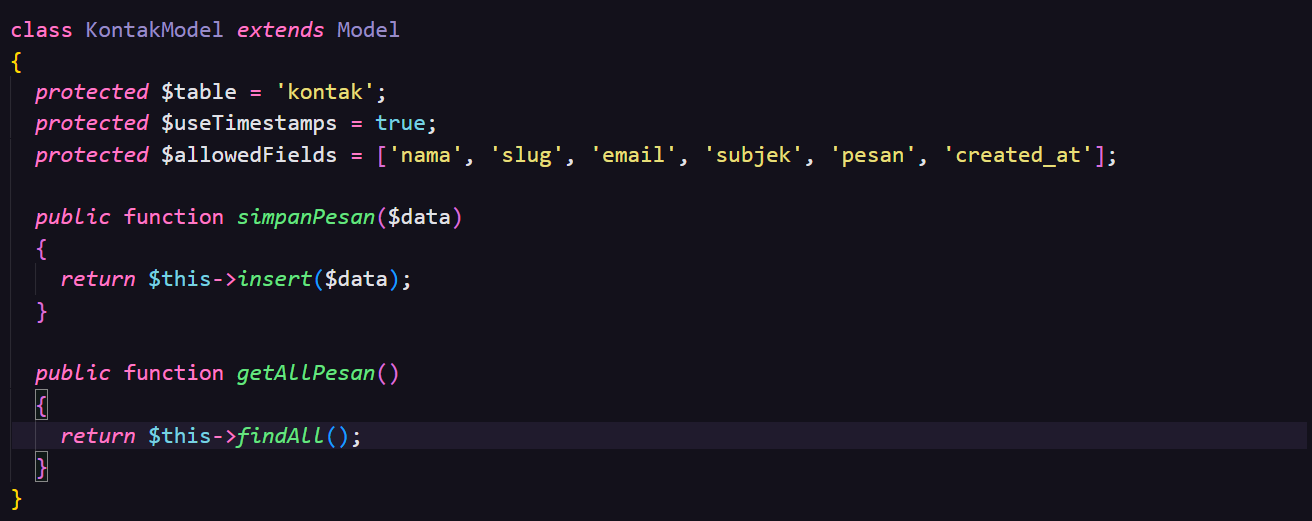 class KontakModel extends Model
{
  protected $table = 'kontak';
  protected $useTimestamps = true;
  protected $allowedFields = ['nama', 'slug', 'email', 'subjek', 'pesan', 'created_at'];

  public function simpanPesan($data)
  {
    return $this->insert($data);
  }

  public function getAllPesan()
  {
    return $this->findAll();
  }
}